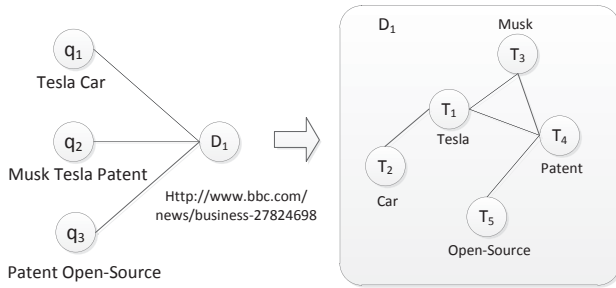 q1
Tesla Car
q2
Musk Tesla Patent
q3
Patent Open-Source
D1
Http://www.bbc.com/
news/business-27824698
D1
Musk
T3
T1
Tesla
T4
Patent
T2
Car
T5
Open-Source